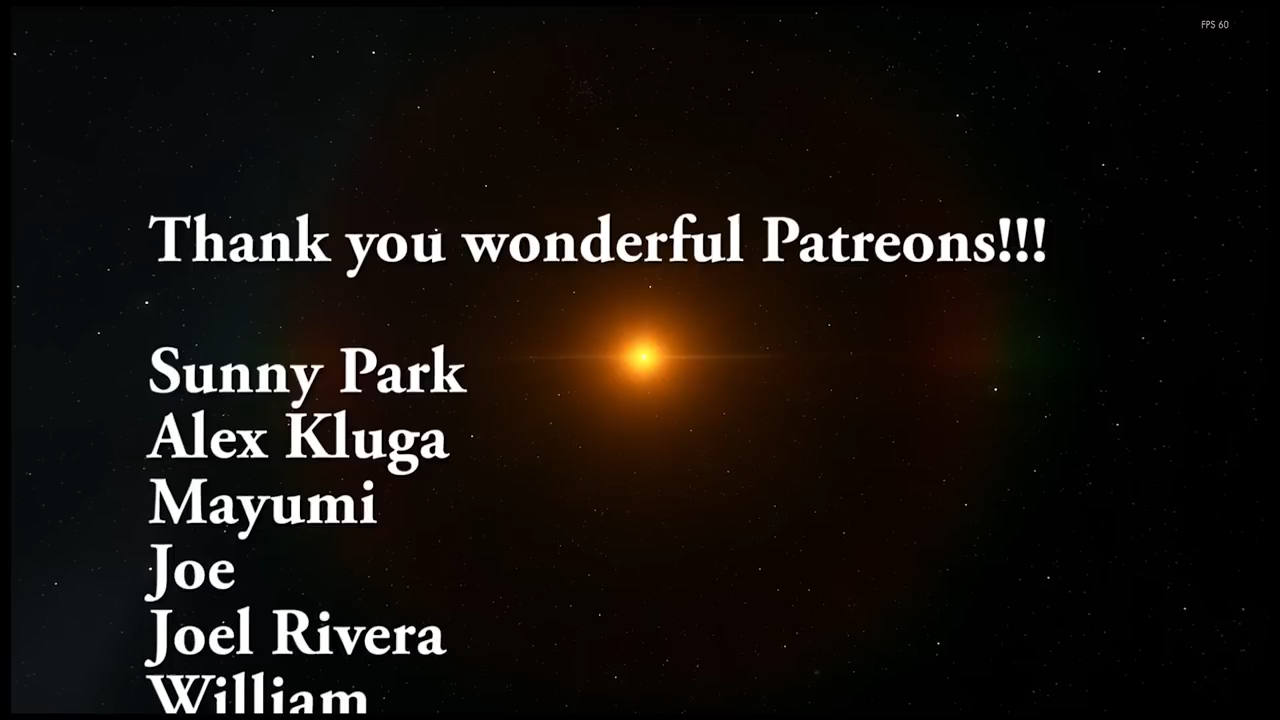 FPS 60
Thank you wonderful Patreons!!!
Sunny Park
Alex Kluga
Mayumi
Joe
Joel Rivera
William